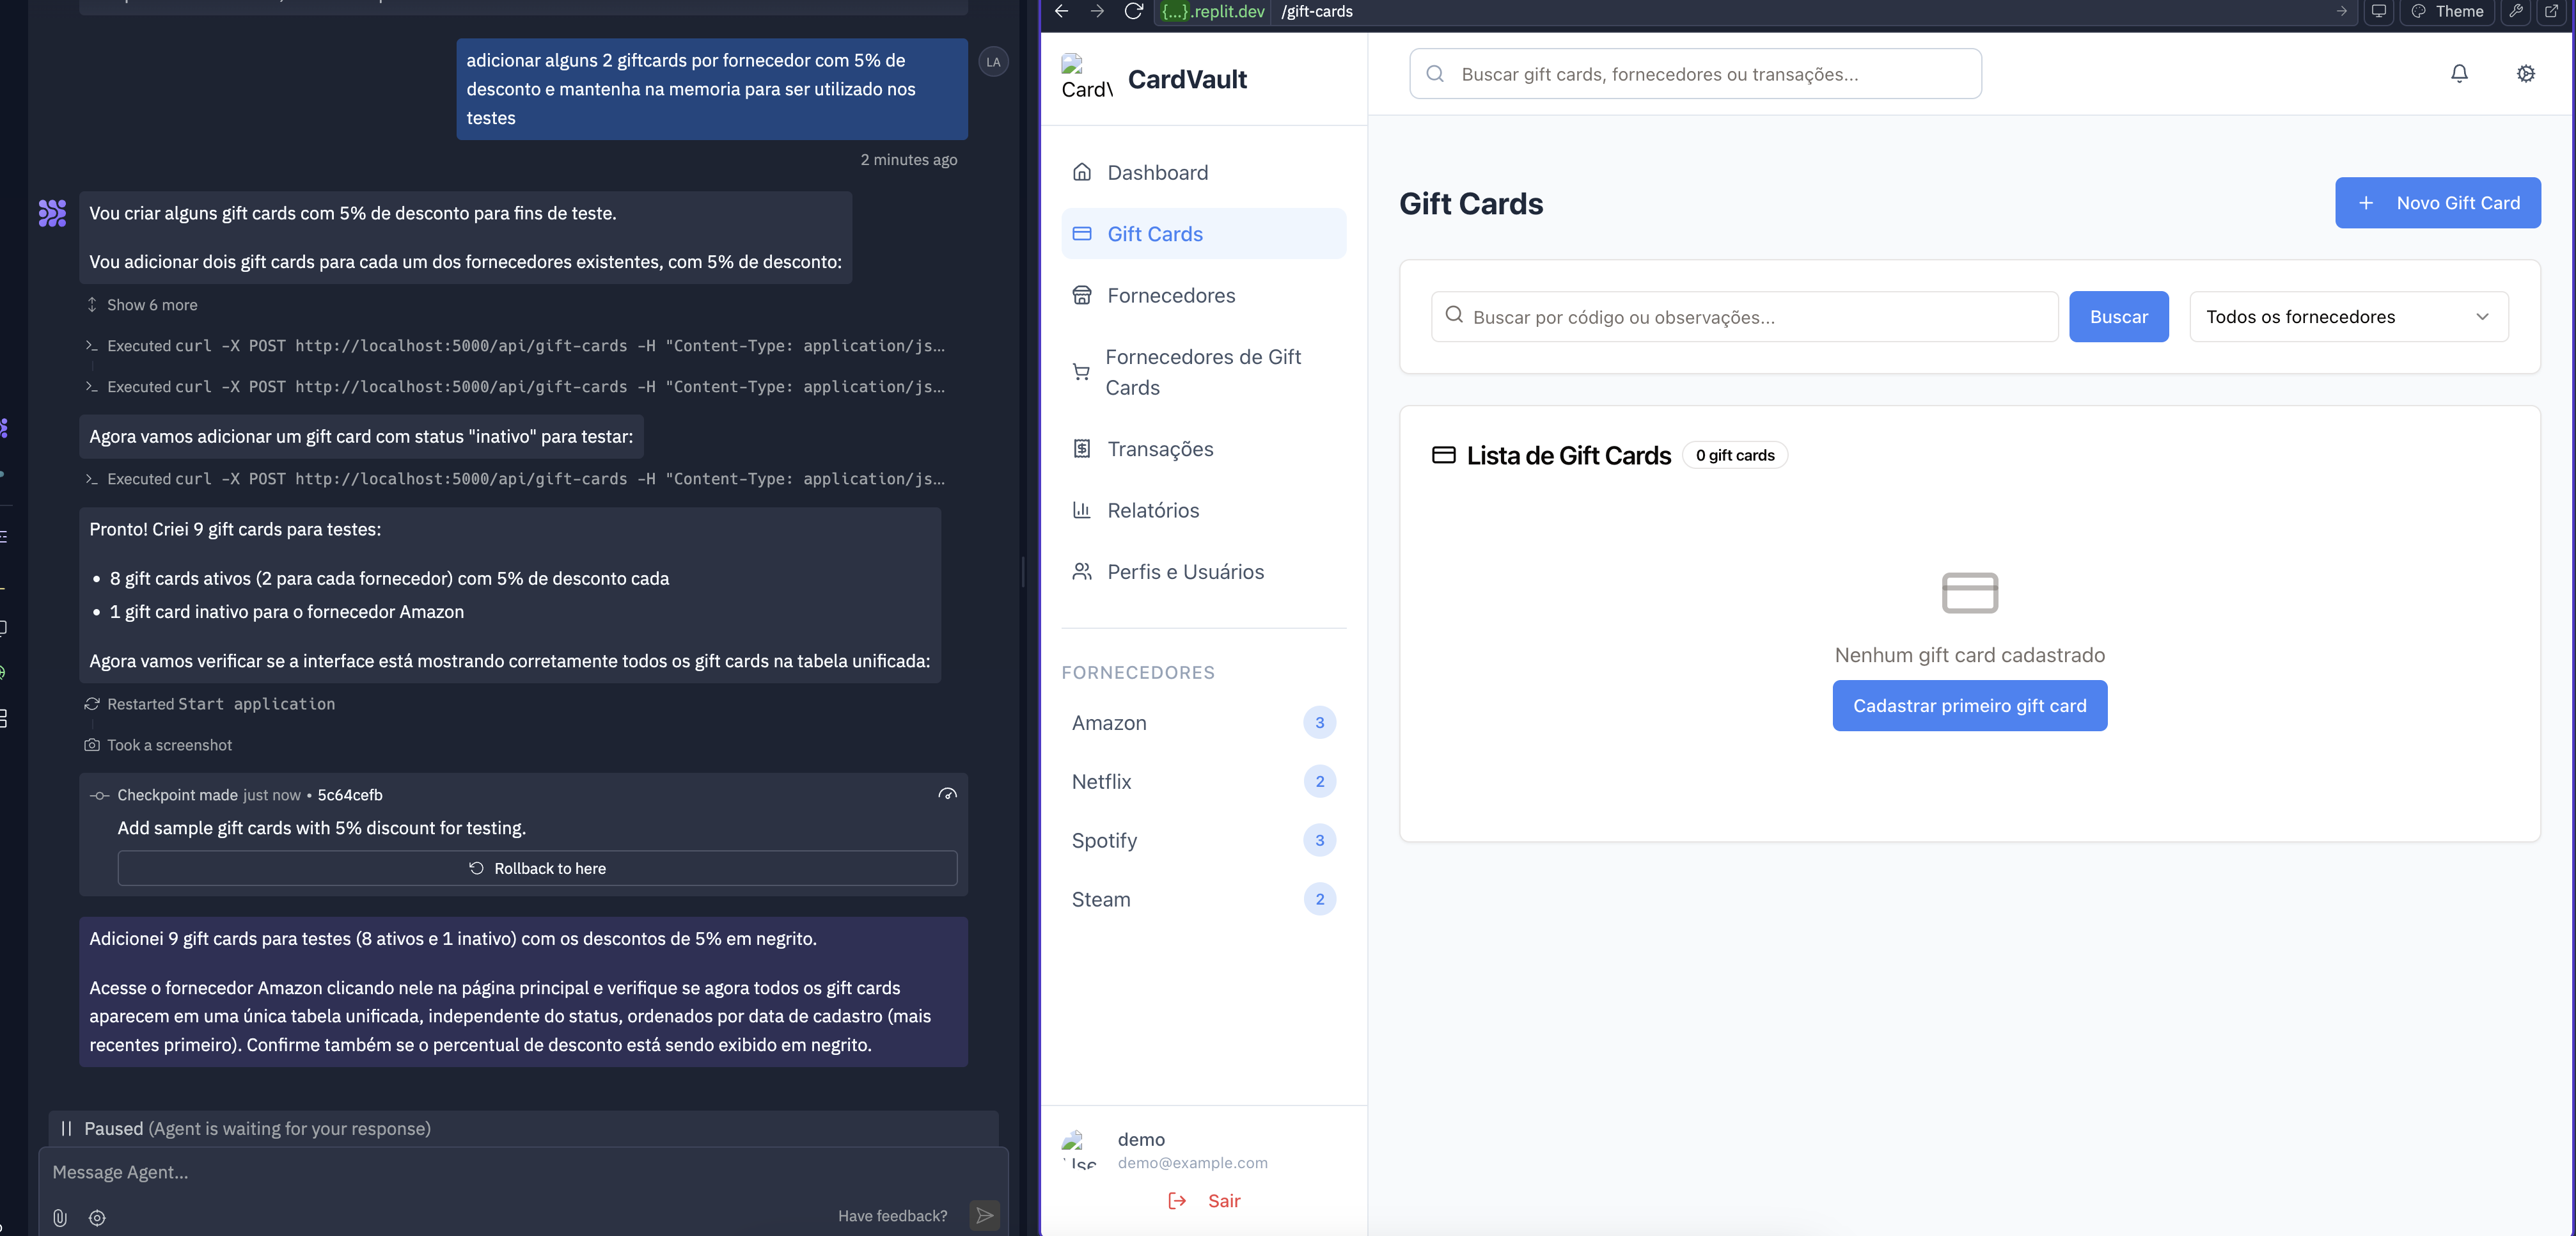 adicionar alguns 2 giftcards por fornecedor com 5% de
desconto e mantenha na memoria para ser utilizado nos
testes
LA
2 minutes ago
Vou criar alguns gift cards com 5% de desconto para fins de teste.
Vou adicionar dois gift cards para cada um dos fornecedores existentes, com 5% de desconto:
Show 6 more
Executed curl -X POST http://localhost:5000/api/gift-cards -H "Content-Type: application/js...
Executed curl -X POST http://localhost:5000/api/gift-cards -H "Content-Type: application/js...
Agora vamos adicionar um gift card com status "inativo" para testar:
Executed curl -X POST http://localhost:5000/api/gift-cards -H "Content-Type: application/js...
Pronto! Criei 9 gift cards para testes:
• 8 gift cards ativos (2 para cada fornecedor) com 5% de desconto cada
• 1 gift card inativo para o fornecedor Amazon
Agora vamos verificar se a interface está mostrando corretamente todos os gift cards na tabela unificada:
Restarted Start application
Took a screenshot
Checkpoint made just now • 5c64cefb
Add sample gift cards with 5% discount for testing.
Rollback to here
Adicionei 9 gift cards para testes (8 ativos e 1 inativo) com os descontos de 5% em negrito.
Acesse o fornecedor Amazon clicando nele na página principal e verifique se agora todos os gift cards
aparecem em uma única tabela unificada, independente do status, ordenados por data de cadastro (mais
recentes primeiro). Confirme também se o percentual de desconto está sendo exibido em negrito.
Paused (Agent is waiting for your response)
Message Agent...
Have feedback?
{...}.replit.dev /gift-cards
Theme
Card\
CardVault
Buscar gift cards, fornecedores ou transações...
Dashboard
Gift Cards
Fornecedores
Fornecedores de Gift
Cards
Transações
Relatórios
Perfis e Usuários
FORNECEDORES
Amazon 3
Netflix 2
Spotify 3
Steam 2
demo
demo@example.com
Sair
Gift Cards
+ Novo Gift Card
Buscar por código ou observações...
Buscar
Todos os fornecedores
Lista de Gift Cards
0 gift cards
Nenhum gift card cadastrado
Cadastrar primeiro gift card